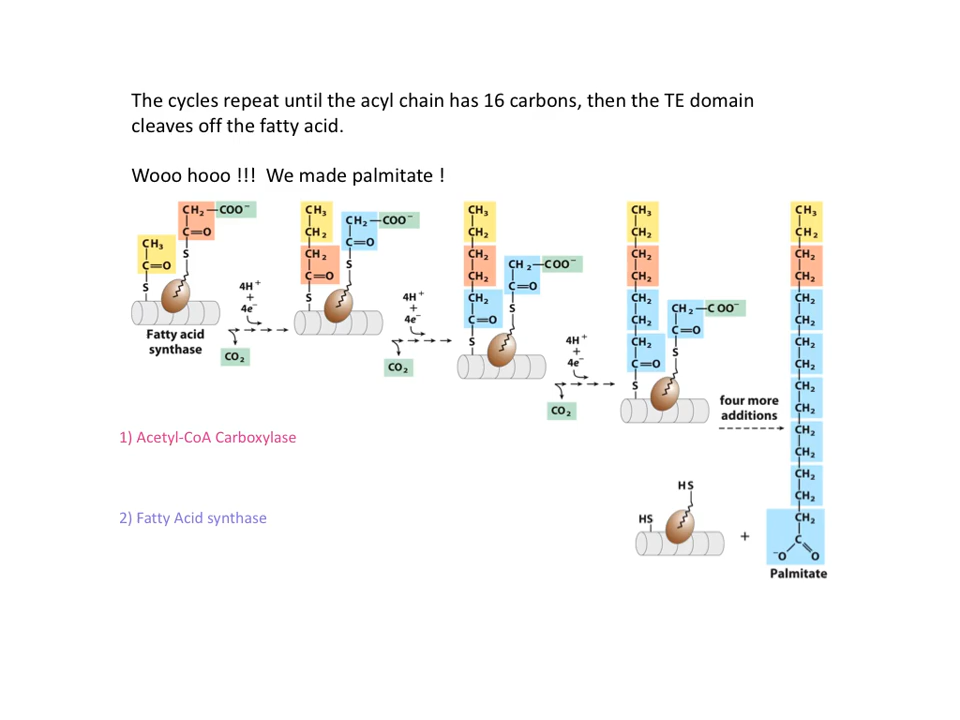 The cycles repeat until the acyl chain has 16 carbons, then the TE domain
cleaves off the fatty acid.
Wooo hooo !!!  We made palmitate !
CH₂—COO⁻
C=O
S
CH₃
C=O
S
Fatty acid
synthase
4H⁺
+
4e⁻
CO₂
CH₃
CH₂
CH₂
C=O
S
CH₂—COO⁻
C=O
S
4H⁺
+
4e⁻
CO₂
CH₃
CH₂
CH₂
CH₂
CH₂
C=O
S
CH₂—COO⁻
C=O
S
4H⁺
+
4e⁻
CO₂
CH₃
CH₂
CH₂
CH₂
CH₂
CH₂
CH₂
C=O
S
CH₂—COO⁻
C=O
S
four more
additions
CH₃
CH₂
CH₂
CH₂
CH₂
CH₂
CH₂
CH₂
CH₂
CH₂
CH₂
CH₂
CH₂
CH₂
CH₂
C
⁻O O
Palmitate
HS
HS
+
1) Acetyl-CoA Carboxylase
2) Fatty Acid synthase